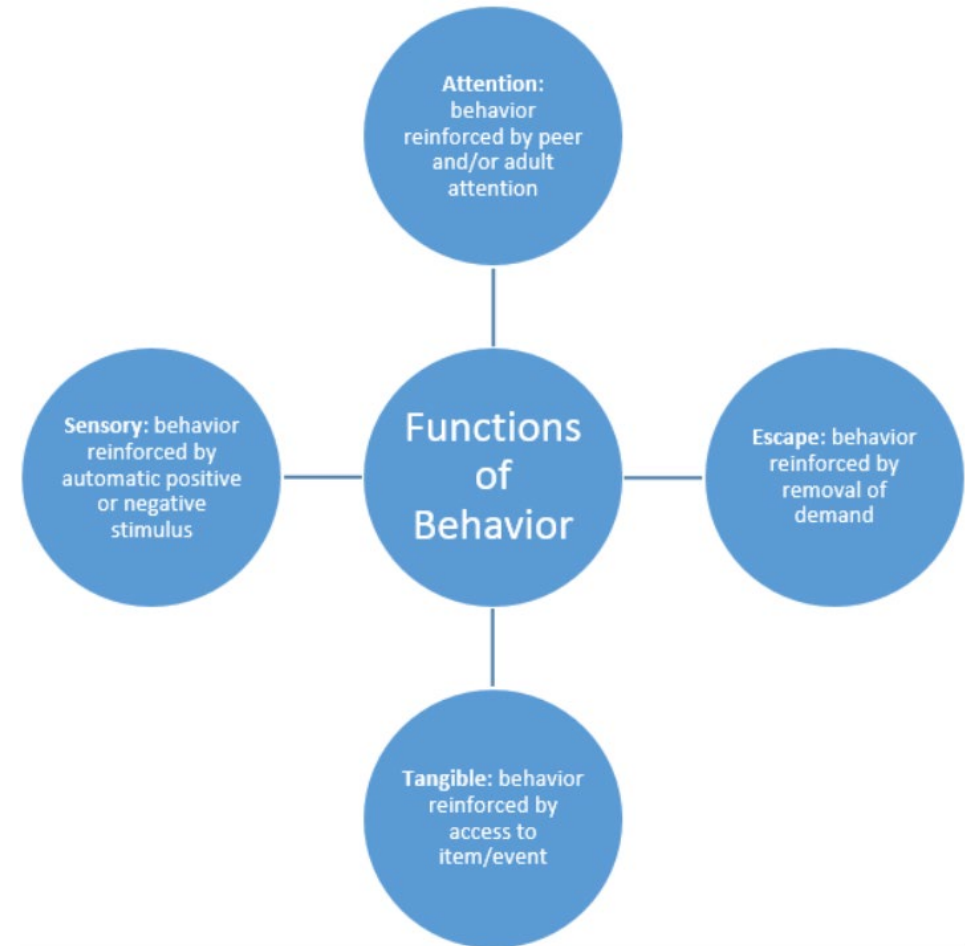 Attention:
behavior
reinforced by peer
and/or adult
attention
Sensory: behavior
reinforced by
automatic positive
or negative
stimulus
Functions
of
Behavior
Escape: behavior
reinforced by
removal of
demand
Tangible: behavior
reinforced by
access to
item/event